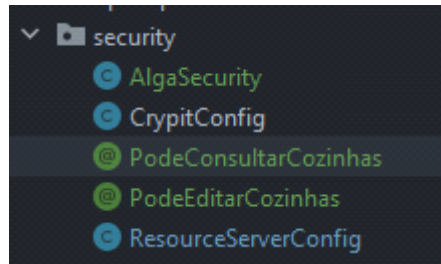 security
C AlgaSecurity
C CrypitConfig
@ PodeConsultarCozinhas
@ PodeEditarCozinhas
C ResourceServerConfig